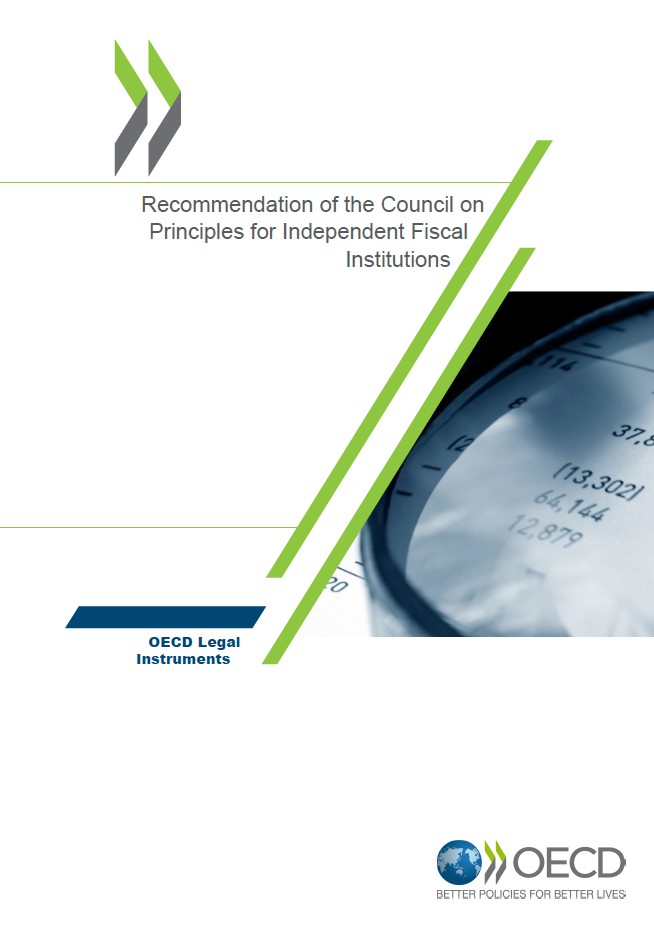 Recommendation of the Council on
Principles for Independent Fiscal
Institutions
114
8
37,8
(2
(13,302)
64,144
12,879
20
OECD Legal
Instruments
OECD
BETTER POLICIES FOR BETTER LIVES